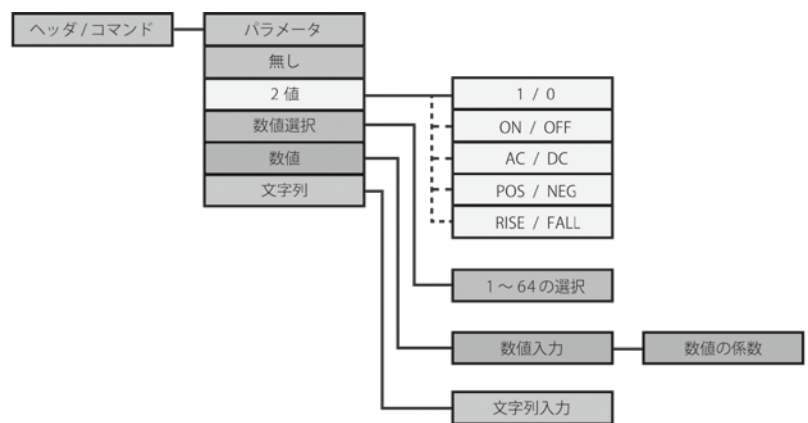 ヘッダ / コマンド
パラメータ
無し
2 値
数値選択
数値
文字列
1 / 0
ON / OFF
AC / DC
POS / NEG
RISE / FALL
1 ~ 64 の選択
数値入力
数値の係数
文字列入力